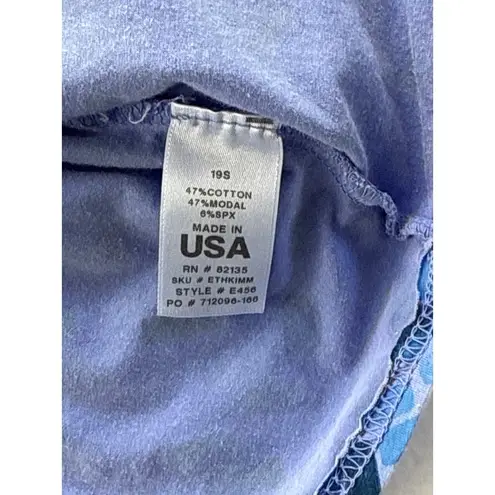 19S
47%COTTON
47%MODAL
6%SPX
MADE IN
USA
RN # 82135
SKU # ETHKIMM
STYLE # E456
PO # 712096-166